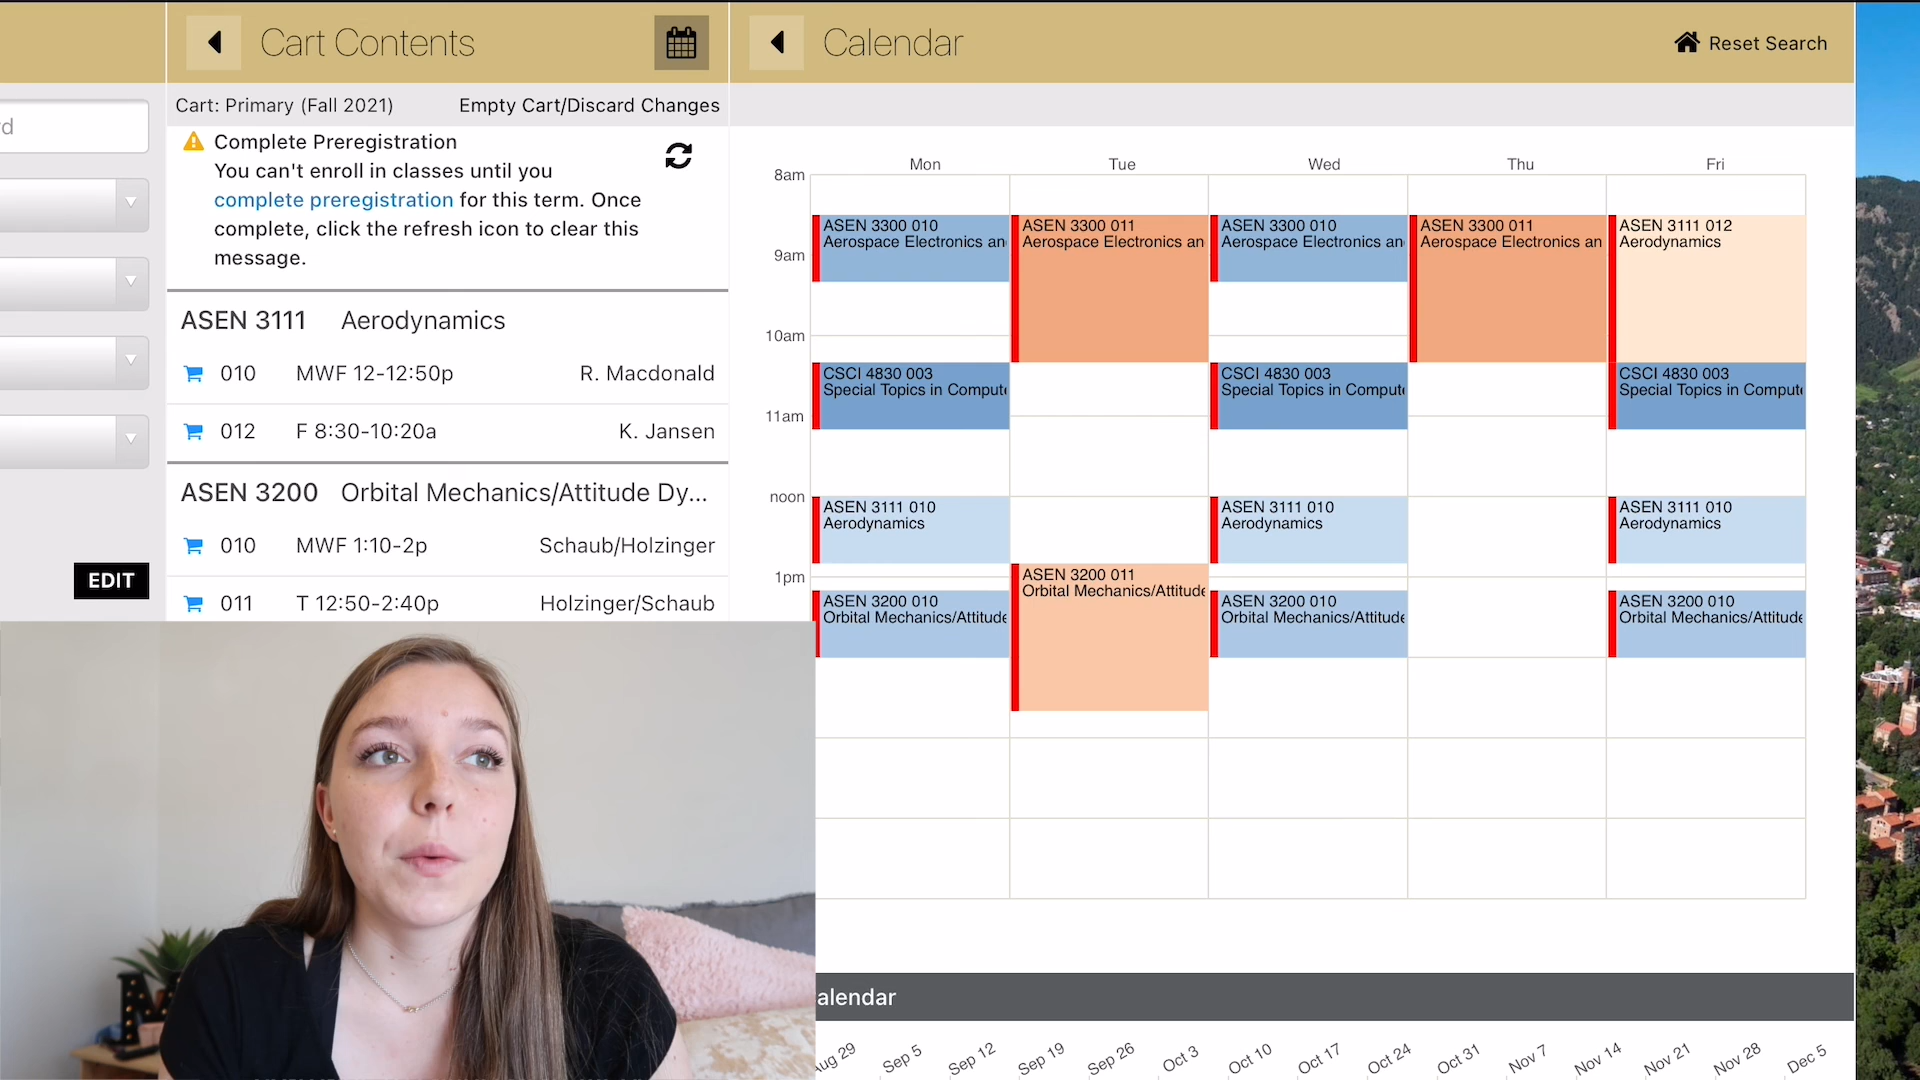 Cart Contents
Calendar
Reset Search
Cart: Primary (Fall 2021)
Empty Cart/Discard Changes
d
Complete Preregistration
You can't enroll in classes until you
complete preregistration for this term. Once
complete, click the refresh icon to clear this
message.
ASEN 3111 Aerodynamics
010 MWF 12-12:50p R. Macdonald
012 F 8:30-10:20a K. Jansen
ASEN 3200 Orbital Mechanics/Attitude Dy...
010 MWF 1:10-2p Schaub/Holzinger
011 T 12:50-2:40p Holzinger/Schaub
EDIT
Mon Tue Wed Thu Fri
8am
ASEN 3300 010
Aerospace Electronics an
ASEN 3300 011
Aerospace Electronics an
ASEN 3300 010
Aerospace Electronics an
ASEN 3300 011
Aerospace Electronics an
ASEN 3111 012
Aerodynamics
9am
10am
CSCI 4830 003
Special Topics in Comput
CSCI 4830 003
Special Topics in Comput
CSCI 4830 003
Special Topics in Comput
11am
noon
ASEN 3111 010
Aerodynamics
ASEN 3111 010
Aerodynamics
ASEN 3111 010
Aerodynamics
1pm
ASEN 3200 011
Orbital Mechanics/Attitude
ASEN 3200 010
Orbital Mechanics/Attitude
ASEN 3200 010
Orbital Mechanics/Attitude
ASEN 3200 010
Orbital Mechanics/Attitude
alendar
Aug 29 Sep 5 Sep 12 Sep 19 Sep 26 Oct 3 Oct 10 Oct 17 Oct 24 Oct 31 Nov 7 Nov 14 Nov 21 Nov 28 Dec 5
M